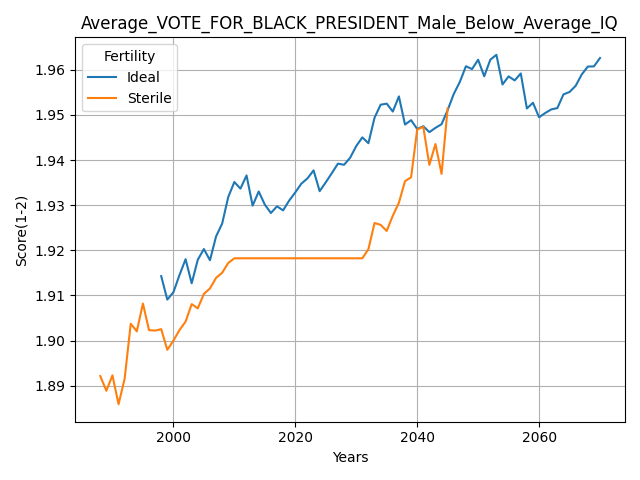 Average_VOTE_FOR_BLACK_PRESIDENT_Male_Below_Average_IQ
Fertility
Ideal
Sterile
1.96
1.95
1.94
1.93
1.92
1.91
1.90
1.89
Score(1-2)
2000 2020 2040 2060
Years